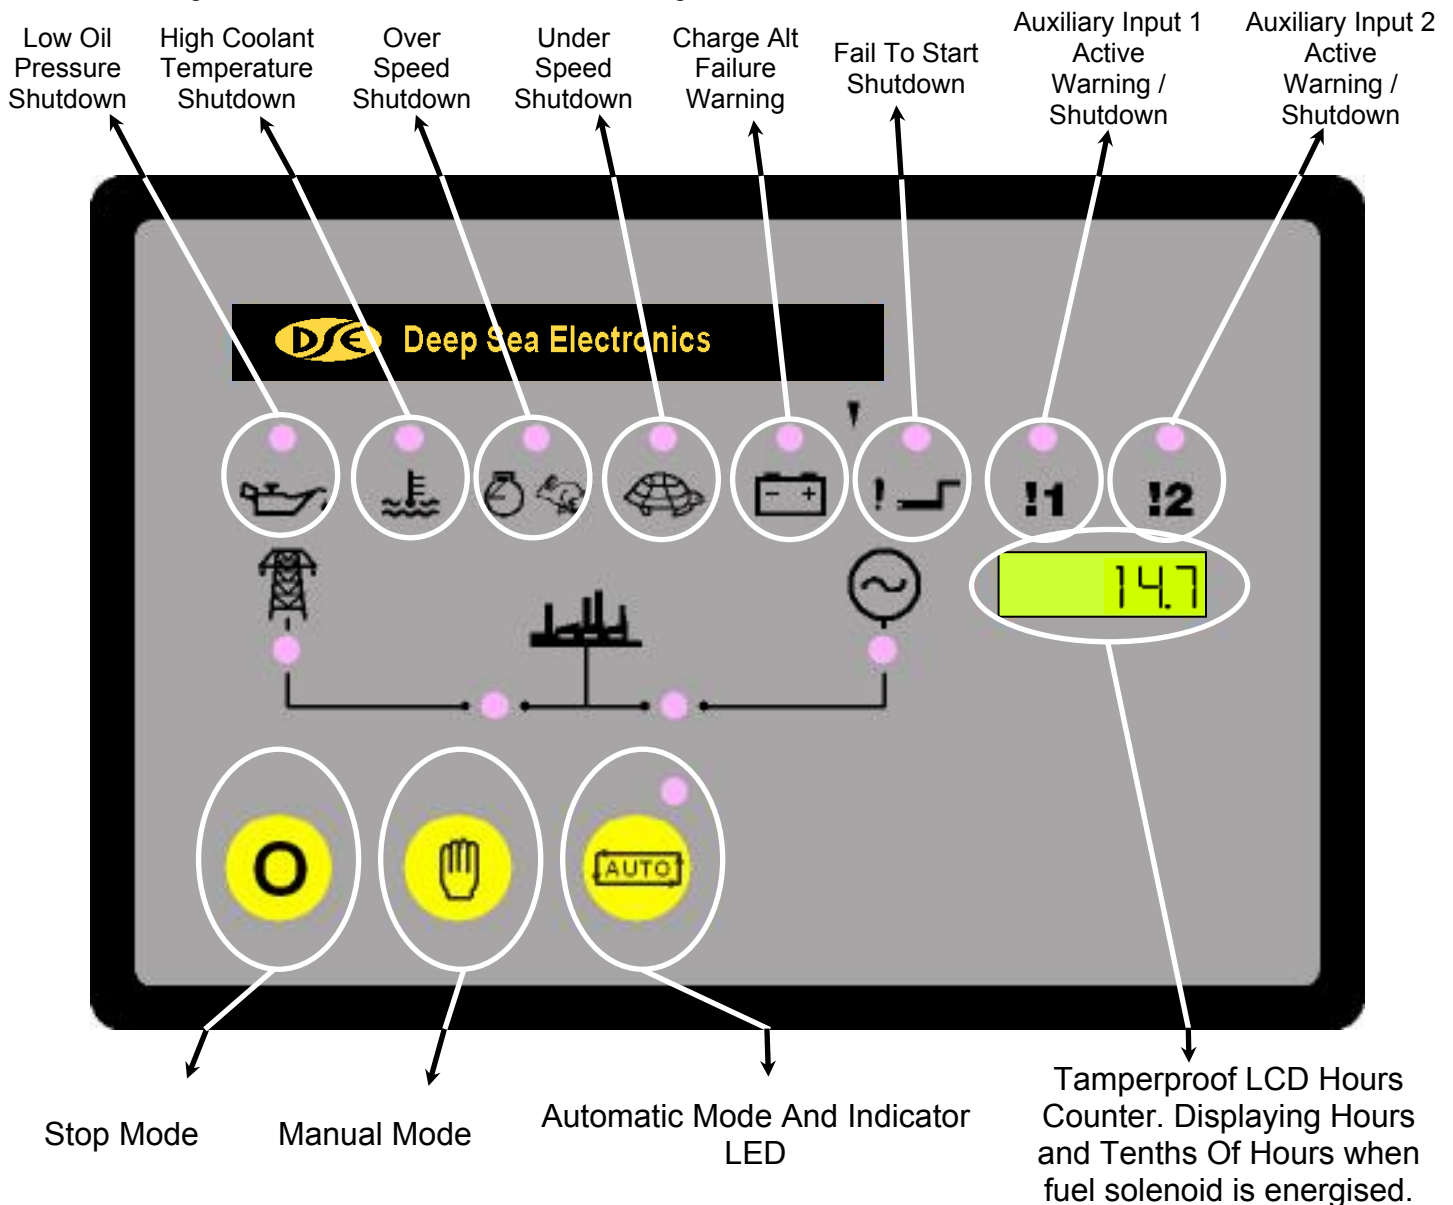 Low Oil
Pressure
Shutdown
High Coolant
Temperature
Shutdown
Over
Speed
Shutdown
Under
Speed
Shutdown
Charge Alt
Failure
Warning
Fail To Start
Shutdown
Auxiliary Input 1
Active
Warning /
Shutdown
Auxiliary Input 2
Active
Warning /
Shutdown
DSE Deep Sea Electronics
!1
!2
14.7
O
AUTO
Stop Mode
Manual Mode
Automatic Mode And Indicator
LED
Tamperproof LCD Hours
Counter. Displaying Hours
and Tenths Of Hours when
fuel solenoid is energised.